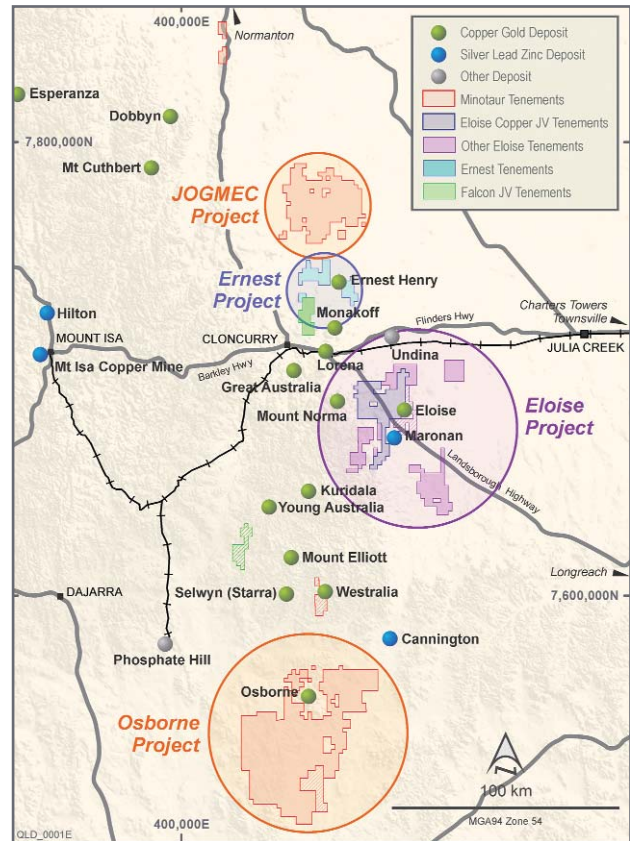 400,000E
Normanton
Copper Gold Deposit
Silver Lead Zinc Deposit
Other Deposit
Minotaur Tenements
Eloise Copper JV Tenements
Other Eloise Tenements
Ernest Tenements
Falcon JV Tenements
Esperanza
Dobbyn
7,800,000N
Mt Cuthbert
JOGMEC
Project
Ernest
Project
Ernest Henry
Hilton
Monakoff
Charters Towers
Townsville
Flinders Hwy
MOUNT ISA
CLONCURRY
Undina
JULIA CREEK
Mt Isa Copper Mine
Barkley Hwy
Lorena
Great Australia
Mount Norma
Eloise
Eloise
Project
Maronan
Landsborough Highway
Kuridala
Young Australia
Mount Elliott
Longreach
DAJARRA
Selwyn (Starra)
Westralia
7,600,000N
Cannington
Phosphate Hill
Osborne
Osborne
Project
N
100 km
MGA94 Zone 54
QLD_0001E
400,000E